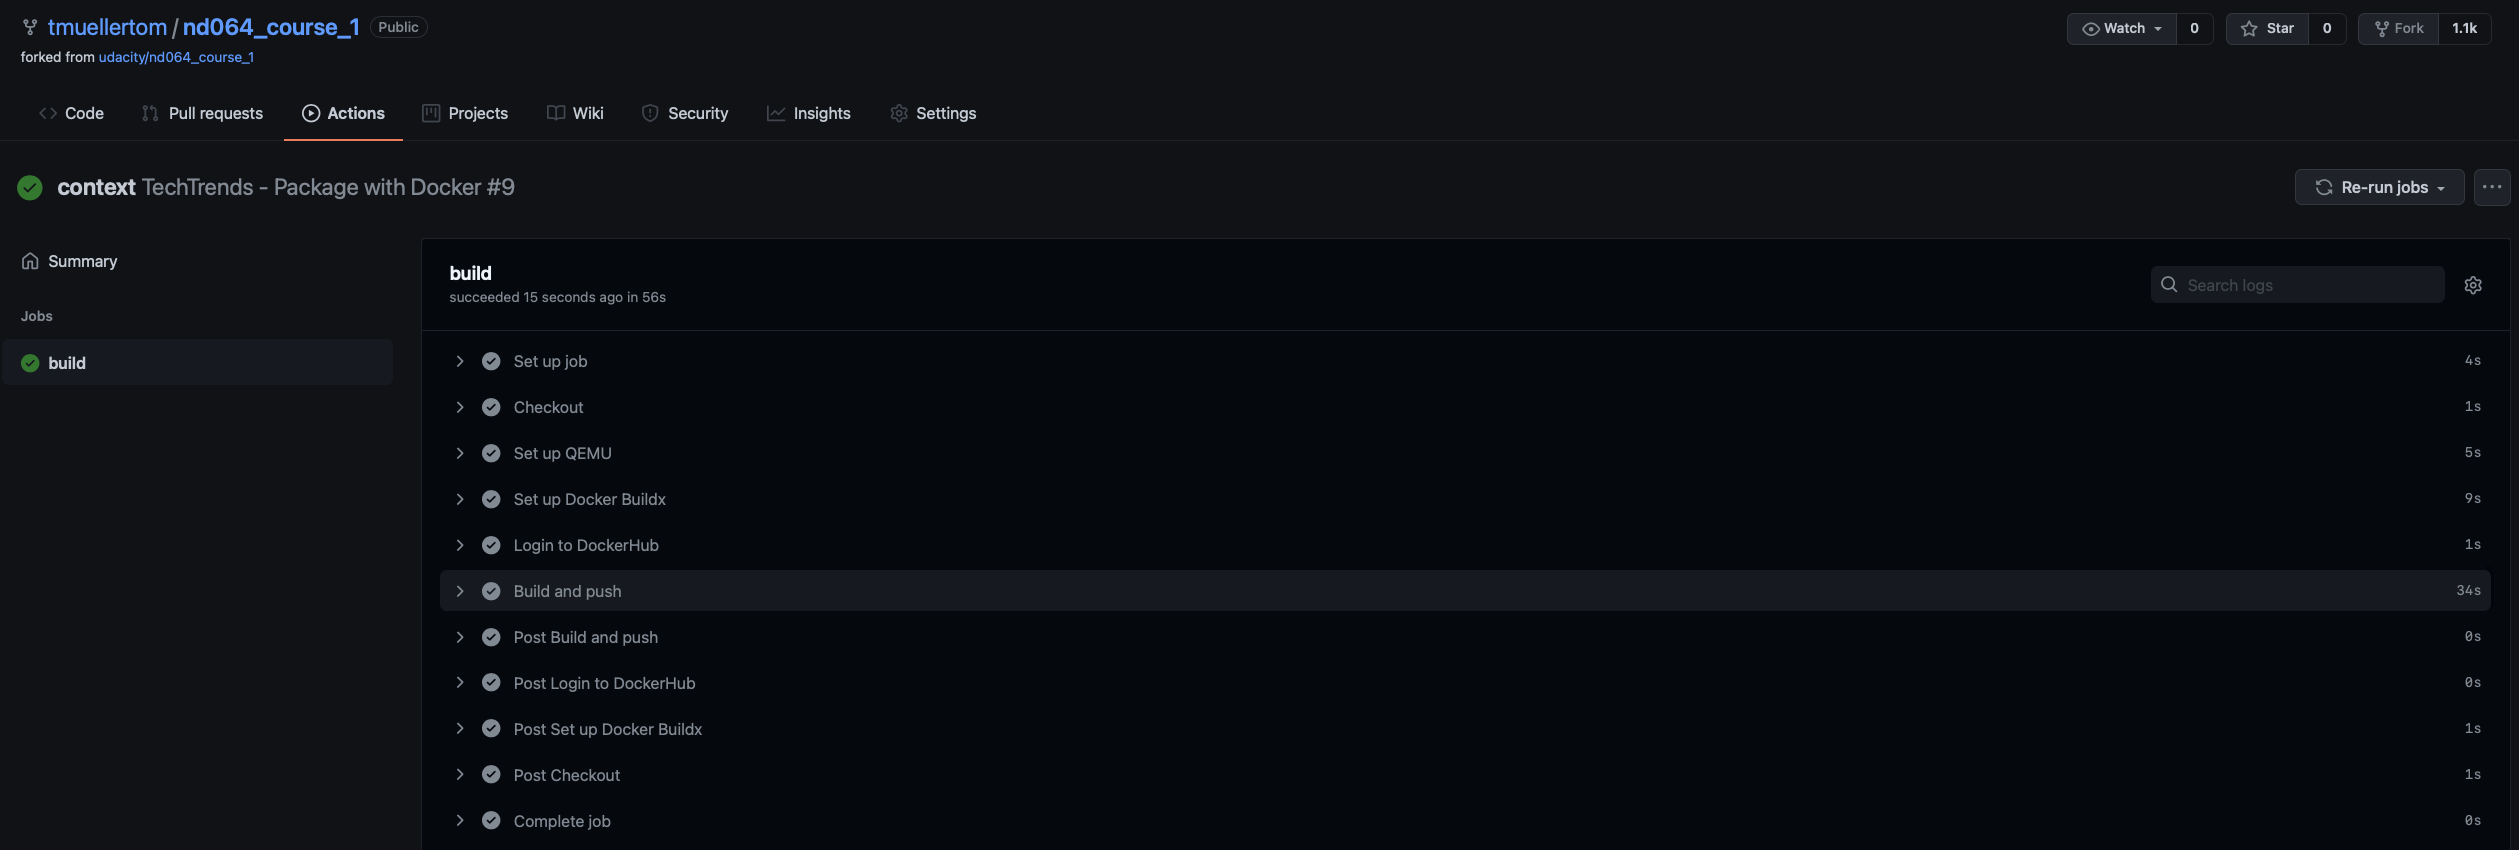 tmuellertom / nd064_course_1 Public
Watch 0 Star 0 Fork 1.1k
forked from udacity/nd064_course_1
Code Pull requests Actions Projects Wiki Security Insights Settings
context TechTrends - Package with Docker #9
Re-run jobs
Summary
Jobs
build
build
succeeded 15 seconds ago in 56s
Search logs
Set up job 4s
Checkout 1s
Set up QEMU 5s
Set up Docker Buildx 9s
Login to DockerHub 1s
Build and push 34s
Post Build and push 0s
Post Login to DockerHub 0s
Post Set up Docker Buildx 1s
Post Checkout 1s
Complete job 0s